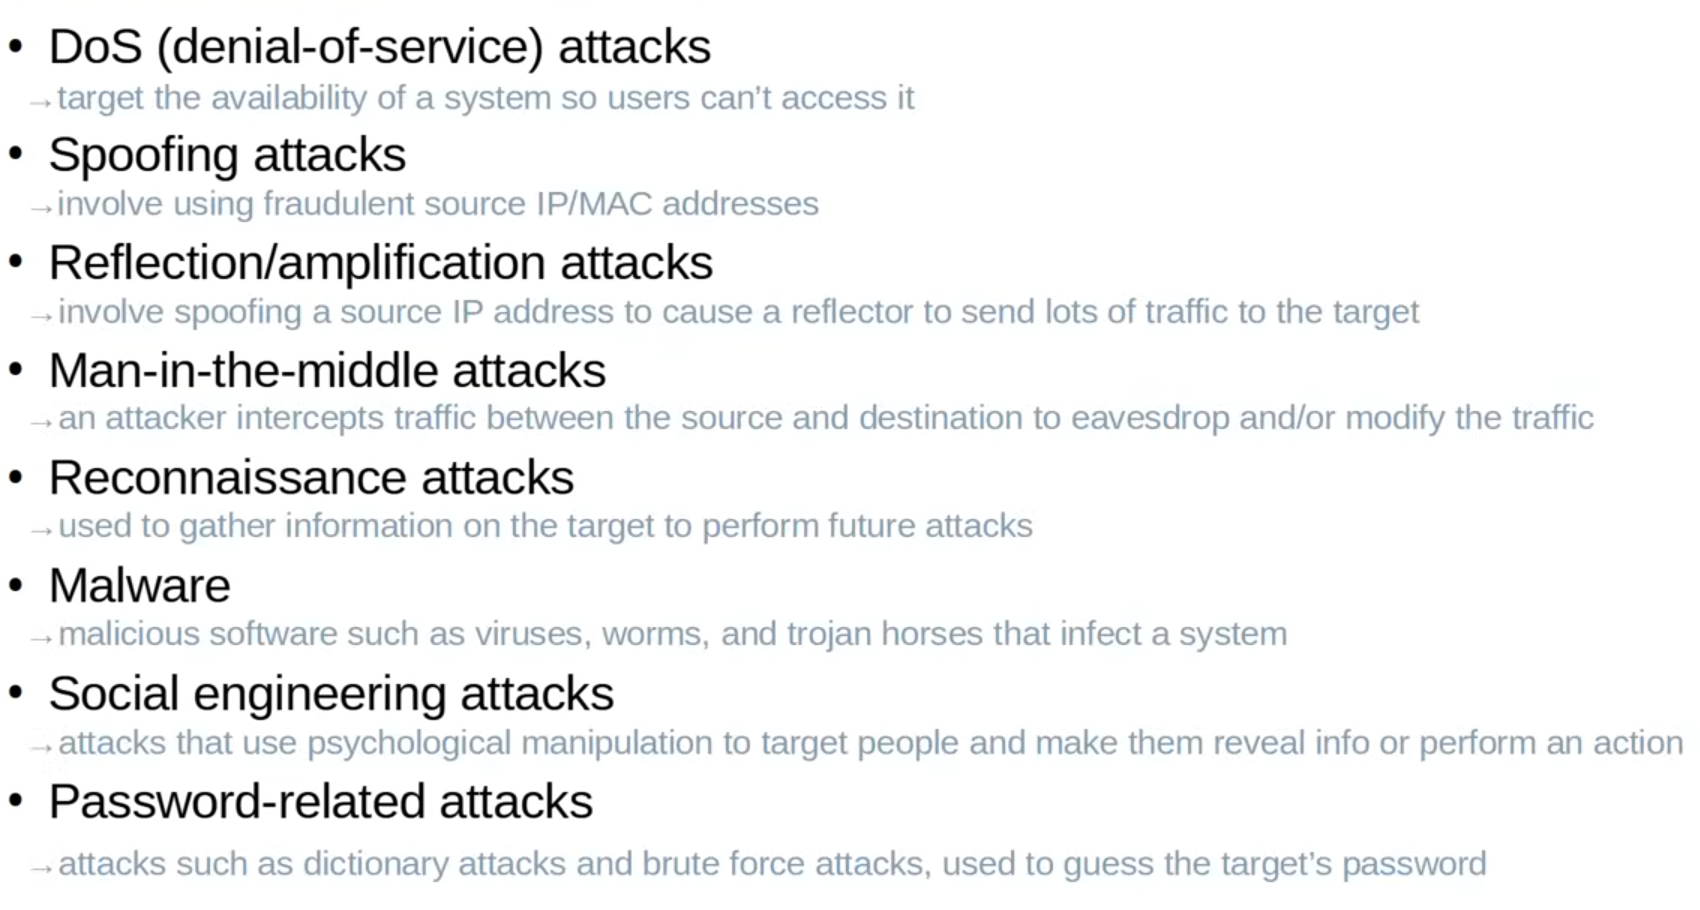 • DoS (denial-of-service) attacks
→target the availability of a system so users can’t access it
• Spoofing attacks
→involve using fraudulent source IP/MAC addresses
• Reflection/amplification attacks
→involve spoofing a source IP address to cause a reflector to send lots of traffic to the target
• Man-in-the-middle attacks
→an attacker intercepts traffic between the source and destination to eavesdrop and/or modify the traffic
• Reconnaissance attacks
→used to gather information on the target to perform future attacks
• Malware
→malicious software such as viruses, worms, and trojan horses that infect a system
• Social engineering attacks
→attacks that use psychological manipulation to target people and make them reveal info or perform an action
• Password-related attacks
→attacks such as dictionary attacks and brute force attacks, used to guess the target’s password